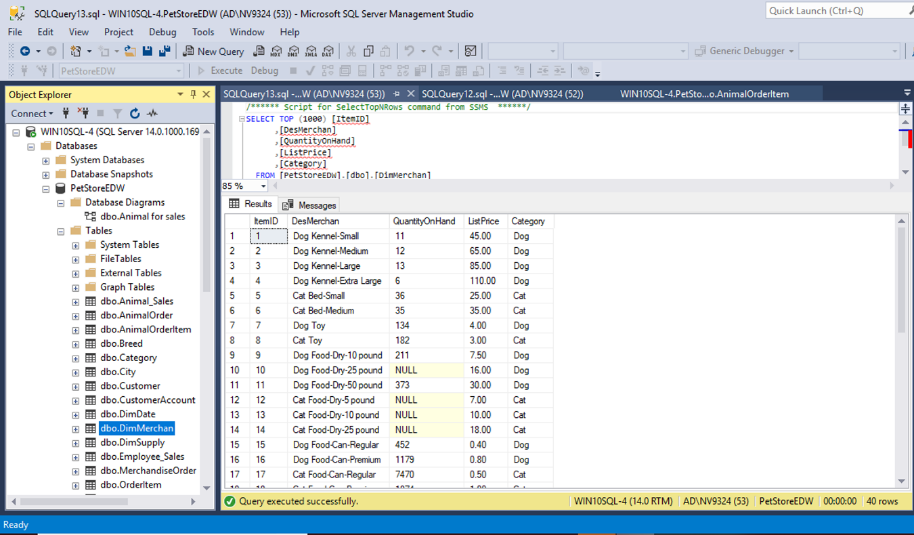 SQLQuery13.sql - WIN10SQL-4.PetStoreEDW (AD\NV9324 (53)) - Microsoft SQL Server Management Studio
Quick Launch (Ctrl+Q)
File Edit View Project Debug Tools Window Help
New Query
Generic Debugger
PetStoreEDW
Execute Debug
Object Explorer
SQLQuery13.sql -...W (AD\NV9324 (53))
SQLQuery12.sql -...W (AD\NV9324 (52))
WIN10SQL-4.PetSto...o.AnimalOrderItem
Connect
WIN10SQL-4 (SQL Server 14.0.1000.169
Databases
System Databases
Database Snapshots
PetStoreEDW
Database Diagrams
dbo.Animal for sales
Tables
System Tables
FileTables
External Tables
Graph Tables
dbo.Animal_Sales
dbo.AnimalOrder
dbo.AnimalOrderItem
dbo.Breed
dbo.Category
dbo.City
dbo.Customer
dbo.CustomerAccount
dbo.DimDate
dbo.DimMerchan
dbo.DimSupply
dbo.Employee_Sales
dbo.MerchandiseOrder
dbo.OrderItem
/****** Script for SelectTopNRows command from SSMS ******/
SELECT TOP (1000) [ItemID]
,[DesMerchan]
,[QuantityOnHand]
,[ListPrice]
,[Category]
FROM [PetStoreEDW].[dbo].[DimMerchan]
85 %
Results Messages
ItemID DesMerchan QuantityOnHand ListPrice Category
1 1 Dog Kennel-Small 11 45.00 Dog
2 2 Dog Kennel-Medium 12 65.00 Dog
3 3 Dog Kennel-Large 13 85.00 Dog
4 4 Dog Kennel-Extra Large 6 110.00 Dog
5 5 Cat Bed-Small 36 25.00 Cat
6 6 Cat Bed-Medium 35 35.00 Cat
7 7 Dog Toy 134 4.00 Dog
8 8 Cat Toy 182 3.00 Cat
9 9 Dog Food-Dry-10 pound 211 7.50 Dog
10 10 Dog Food-Dry-25 pound NULL 16.00 Dog
11 11 Dog Food-Dry-50 pound 373 30.00 Dog
12 12 Cat Food-Dry-5 pound NULL 7.00 Cat
13 13 Cat Food-Dry-10 pound NULL 10.00 Cat
14 14 Cat Food-Dry-25 pound NULL 18.00 Cat
15 15 Dog Food-Can-Regular 452 0.40 Dog
16 16 Dog Food-Can-Premium 1179 0.80 Dog
17 17 Cat Food-Can-Regular 7470 0.50 Cat
Query executed successfully.
WIN10SQL-4 (14.0 RTM) AD\NV9324 (53) PetStoreEDW 00:00:00 40 rows
Ready